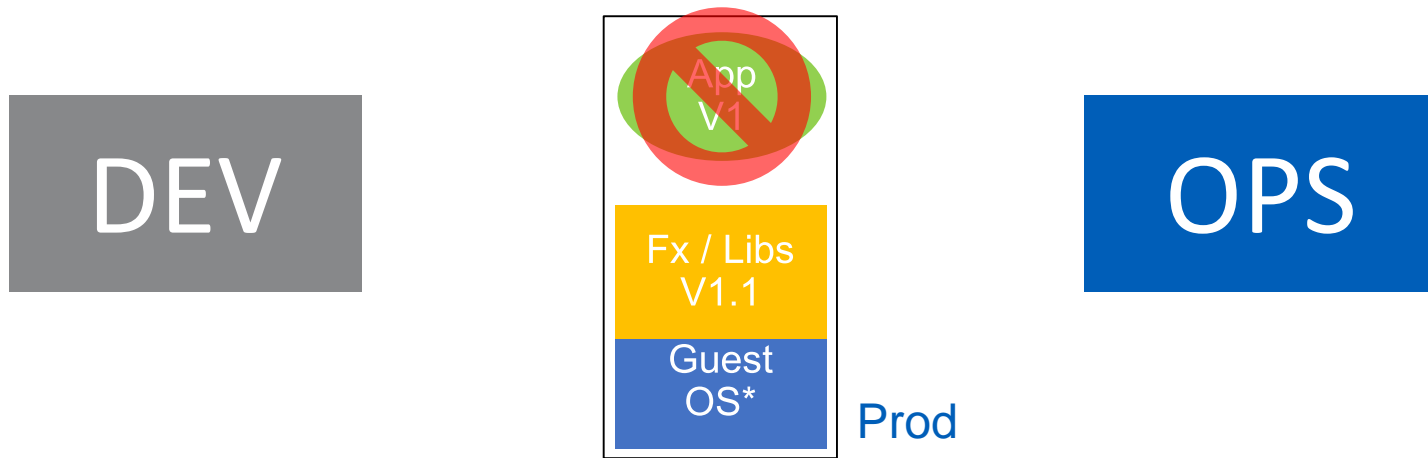 DEV
App
V1
Fx / Libs
V1.1
Guest
OS*
Prod
OPS